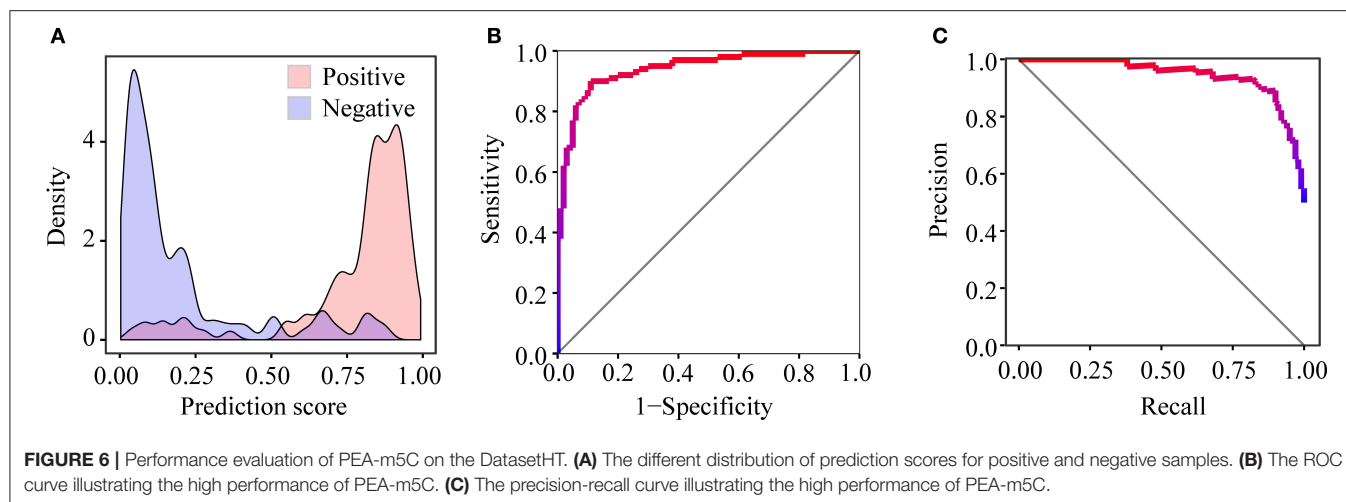 A
Positive
Negative
4
2
0
Density
0.00 0.25 0.50 0.75 1.00
Prediction score
B
1.0
0.8
0.6
0.4
0.2
0.0
Sensitivity
0.0 0.2 0.4 0.6 0.8 1.0
1−Specificity
C
1.0
0.8
0.6
0.4
0.2
0.0
Precision
0.00 0.25 0.50 0.75 1.00
Recall
FIGURE 6 | Performance evaluation of PEA-m5C on the DatasetHT. (A) The different distribution of prediction scores for positive and negative samples. (B) The ROC
curve illustrating the high performance of PEA-m5C. (C) The precision-recall curve illustrating the high performance of PEA-m5C.